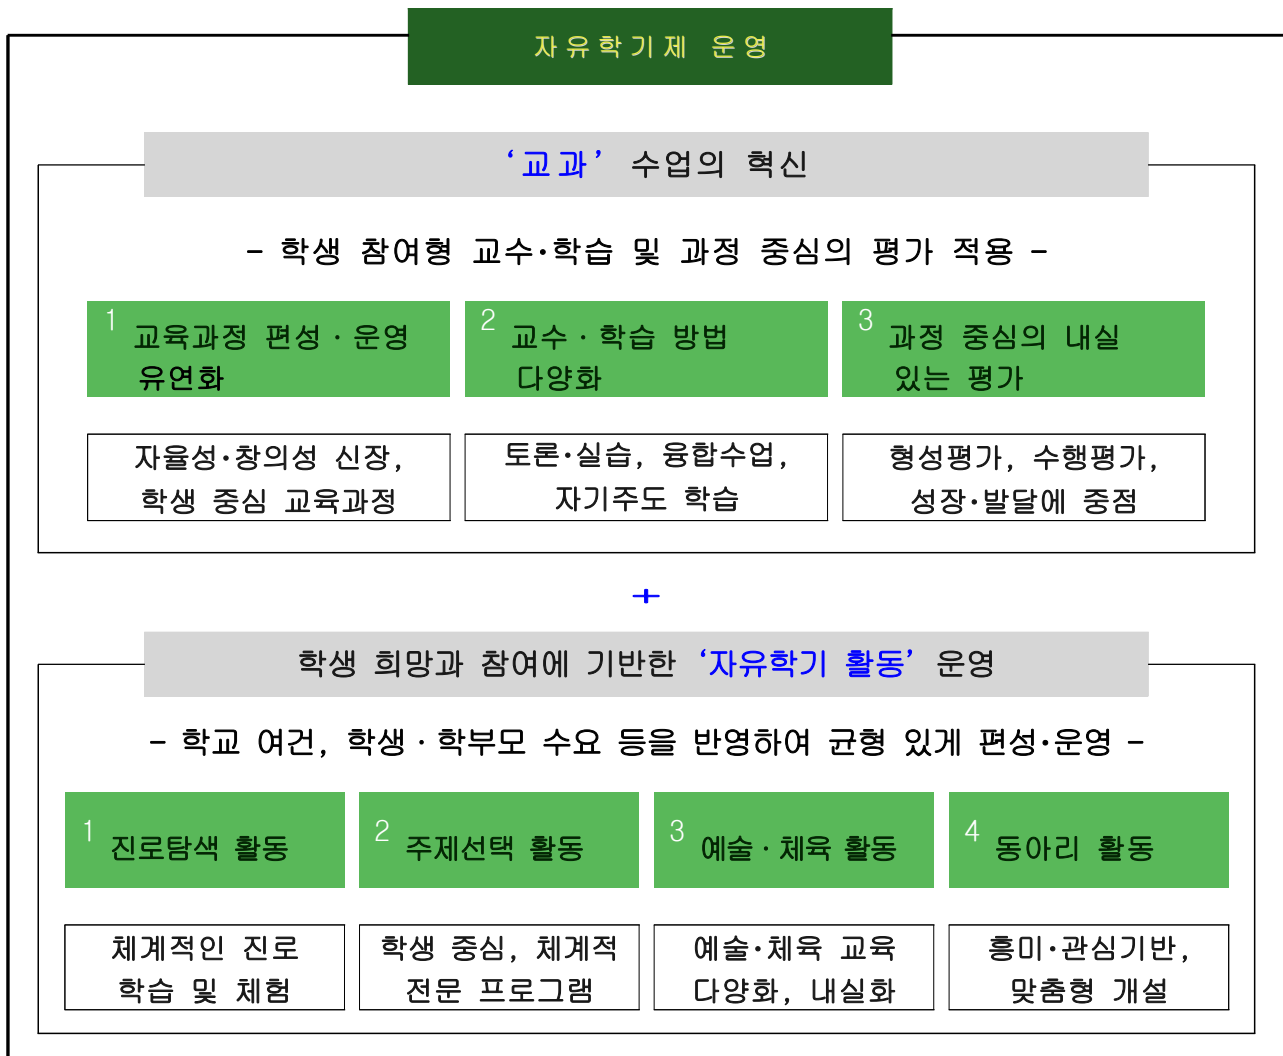 자유학기제 운영
‘교과’ 수업의 혁신
- 학생 참여형 교수·학습 및 과정 중심의 평가 적용 -
1 교육과정 편성·운영
유연화
2 교수·학습 방법
다양화
3 과정 중심의 내실
있는 평가
자율성·창의성 신장,
학생 중심 교육과정
토론·실습, 융합수업,
자기주도 학습
형성평가, 수행평가,
성장·발달에 중점
+
학생 희망과 참여에 기반한 ‘자유학기 활동’ 운영
- 학교 여건, 학생·학부모 수요 등을 반영하여 균형 있게 편성·운영 -
1 진로탐색 활동
2 주제선택 활동
3 예술·체육 활동
4 동아리 활동
체계적인 진로
학습 및 체험
학생 중심, 체계적
전문 프로그램
예술·체육 교육
다양화, 내실화
흥미·관심기반,
맞춤형 개설